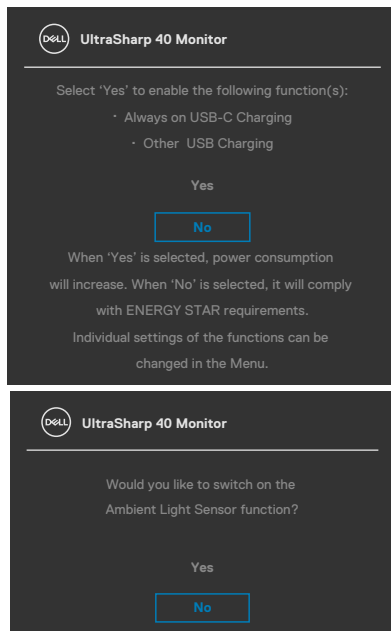 DELL UltraSharp 40 Monitor
Select ‘Yes’ to enable the following function(s):
· Always on USB-C Charging
· Other USB Charging
Yes
No
When ‘Yes’ is selected, power consumption
will increase. When ‘No’ is selected, it will comply
with ENERGY STAR requirements.
Individual settings of the functions can be
changed in the Menu.
DELL UltraSharp 40 Monitor
Would you like to switch on the
Ambient Light Sensor function?
Yes
No